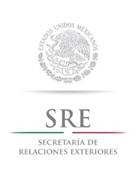 ESTADOS UNIDOS MEXICANOS
SRE
SECRETARÍA DE
RELACIONES EXTERIORES